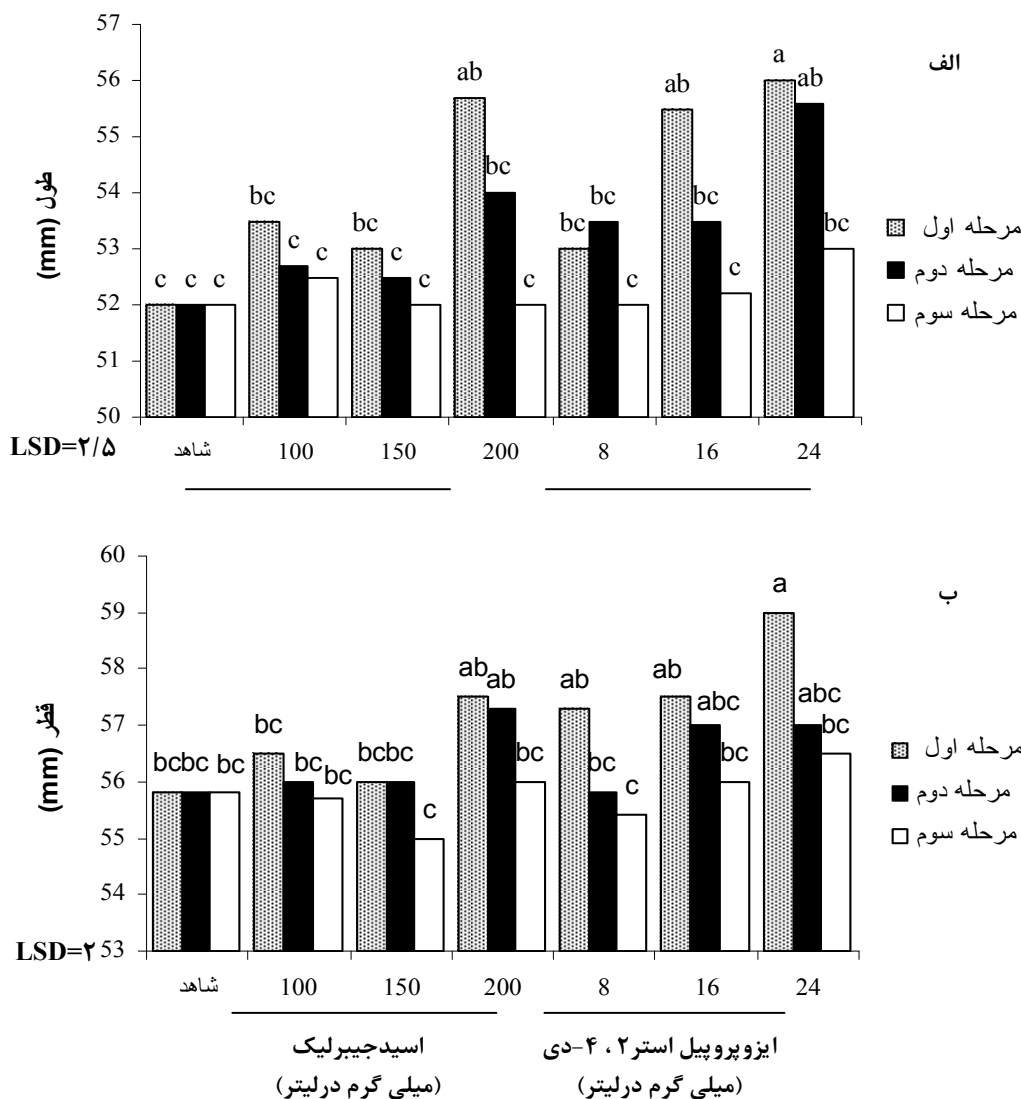 57
56
55
54
53
52
51
50
طول (mm)
الف
c c c
bc c c
bc c c
ab bc c
bc bc c
ab bc c
a ab bc
مرحله اول
مرحله دوم
مرحله سوم
LSD=۲/۵
شاهد 100 150 200 8 16 24
60
59
58
57
56
55
54
53
قطر (mm)
ب
bc bc bc
bc bc bc
bc bc c
ab ab bc
ab bc c
ab abc bc
a abc bc
مرحله اول
مرحله دوم
مرحله سوم
LSD=۲
شاهد 100 150 200 8 16 24
اسیدجیبرلیک
(میلی گرم درلیتر)
ایزوپروپیل استر۲ ، ۴-دی
(میلی گرم درلیتر)